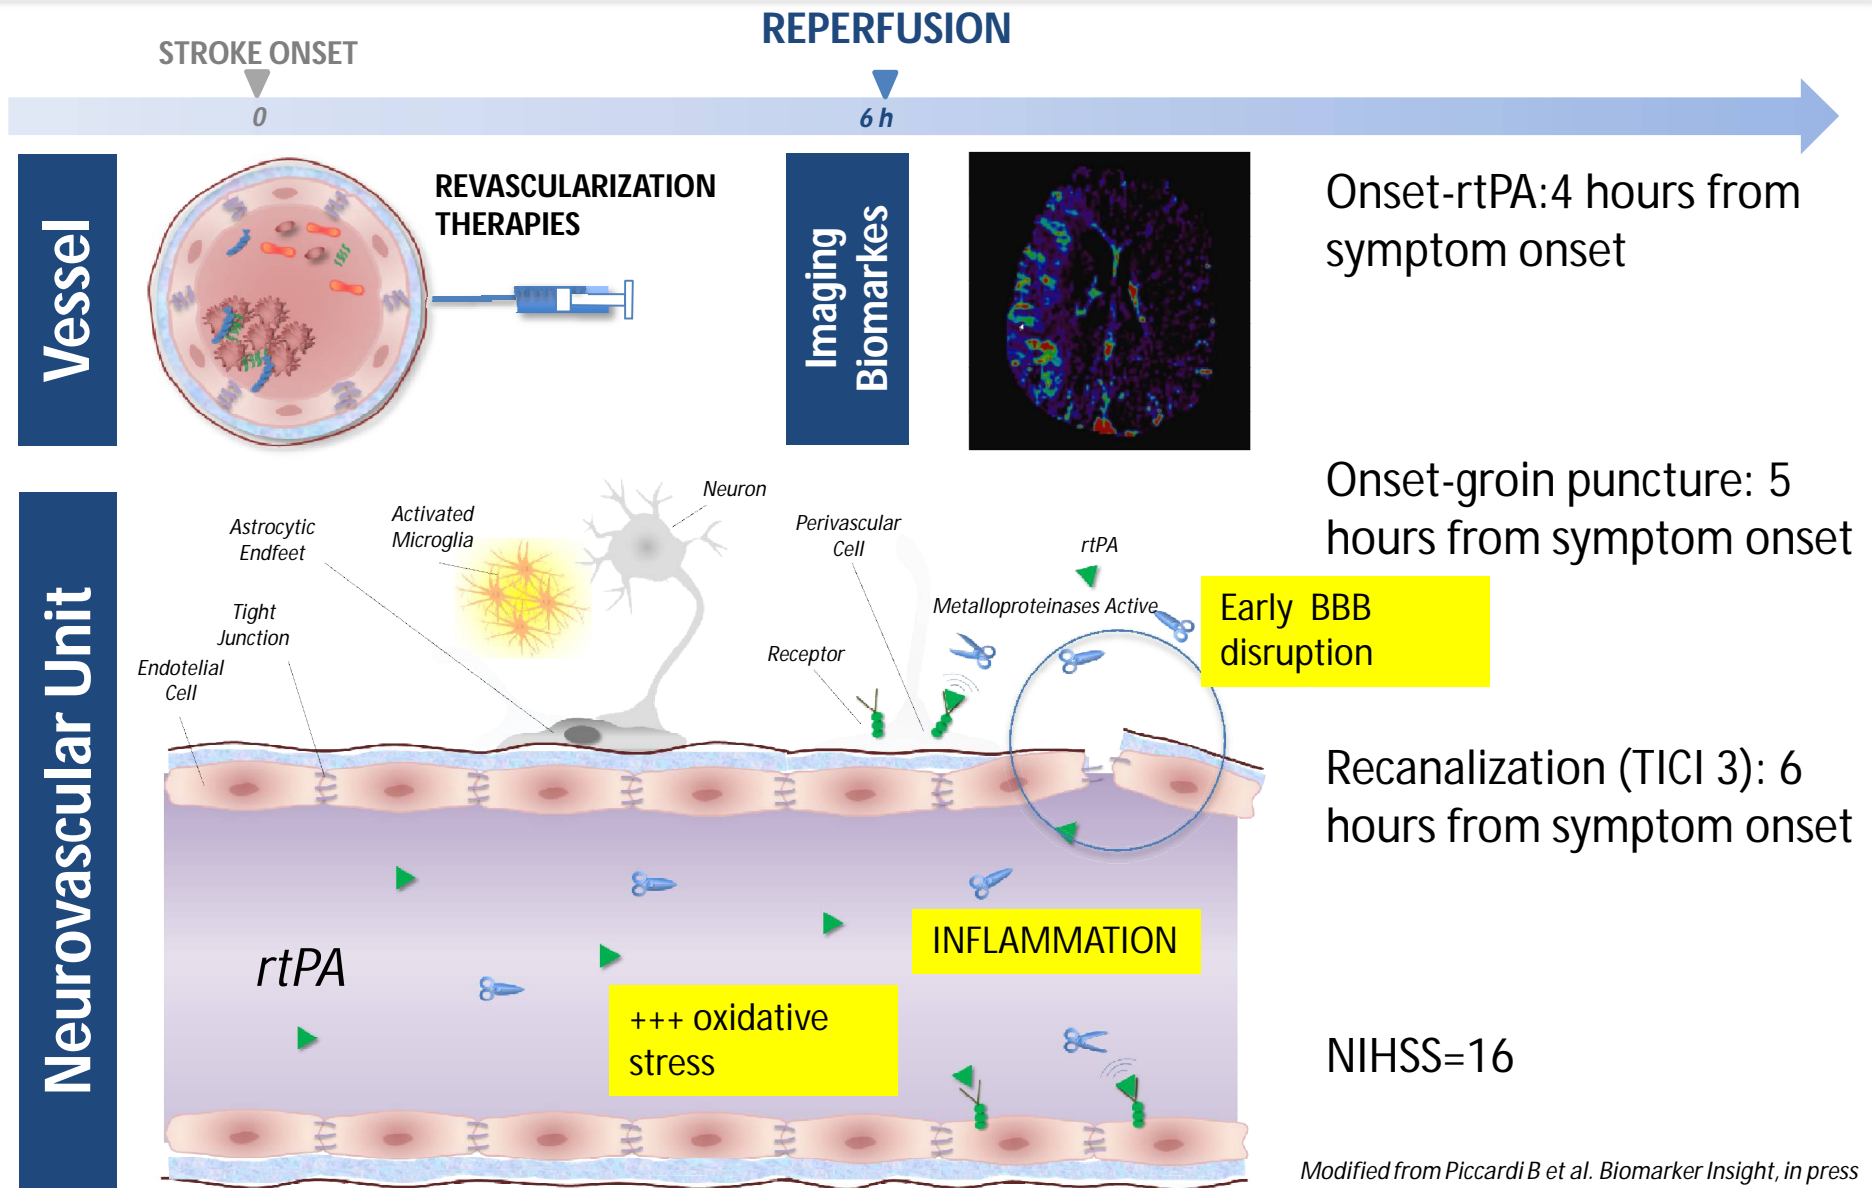 REPERFUSION
STROKE ONSET
0
6 h
Vessel
REVASCULARIZATION
THERAPIES
Imaging
Biomarkes
Onset-rtPA:4 hours from
symptom onset
Onset-groin puncture: 5
hours from symptom onset
Recanalization (TICI 3): 6
hours from symptom onset
NIHSS=16
Neurovascular Unit
Neuron
Activated
Microglia
Astrocytic
Endfeet
Perivascular
Cell
rtPA
Metalloproteinases Active
Early BBB
disruption
Tight
Junction
Receptor
Endotelial
Cell
INFLAMMATION
rtPA
+++ oxidative
stress
Modified from Piccardi B et al. Biomarker Insight, in press